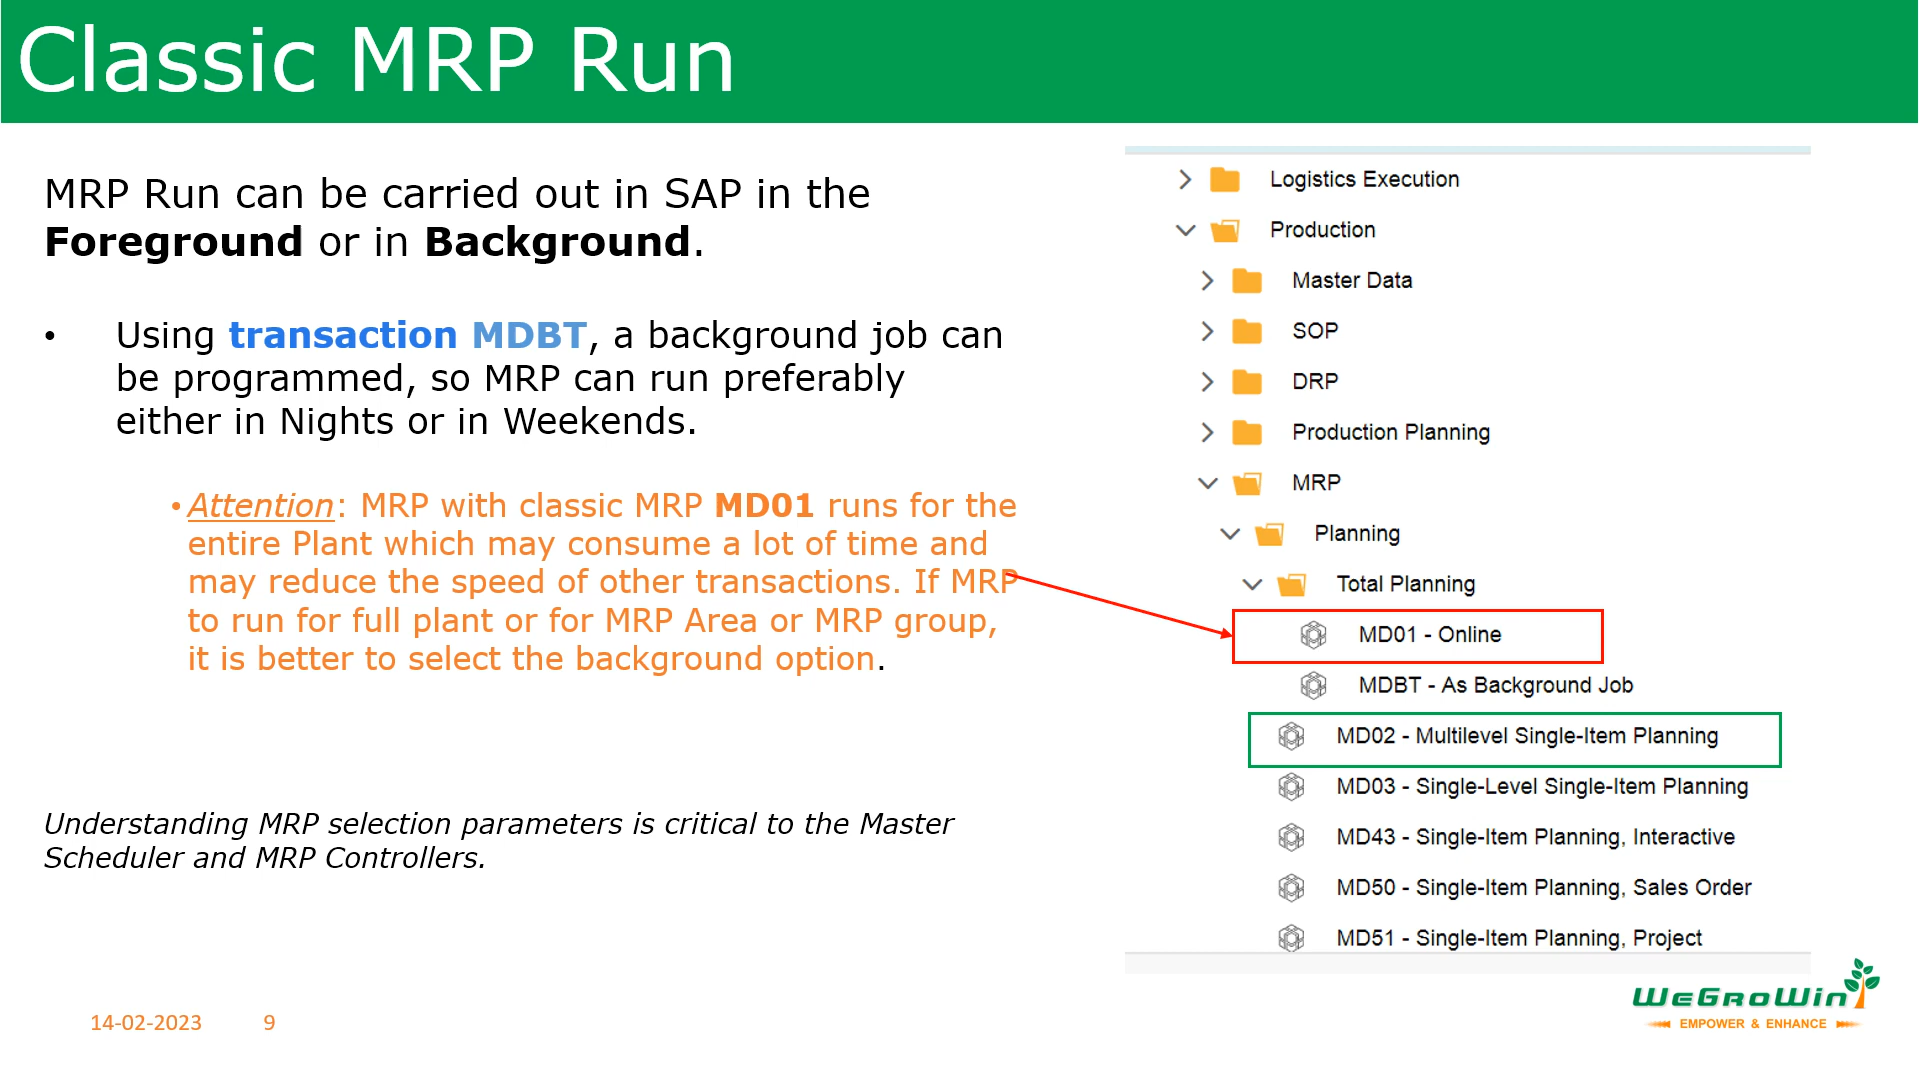 Classic MRP Run
MRP Run can be carried out in SAP in the
Foreground or in Background.
• Using transaction MDBT, a background job can
be programmed, so MRP can run preferably
either in Nights or in Weekends.
• Attention: MRP with classic MRP MD01 runs for the
entire Plant which may consume a lot of time and
may reduce the speed of other transactions. If MRP
to run for full plant or for MRP Area or MRP group,
it is better to select the background option.
Understanding MRP selection parameters is critical to the Master
Scheduler and MRP Controllers.
Logistics Execution
Production
Master Data
SOP
DRP
Production Planning
MRP
Planning
Total Planning
MD01 - Online
MDBT - As Background Job
MD02 - Multilevel Single-Item Planning
MD03 - Single-Level Single-Item Planning
MD43 - Single-Item Planning, Interactive
MD50 - Single-Item Planning, Sales Order
MD51 - Single-Item Planning, Project
14-02-2023 9
WeGroWin
EMPOWER & ENHANCE